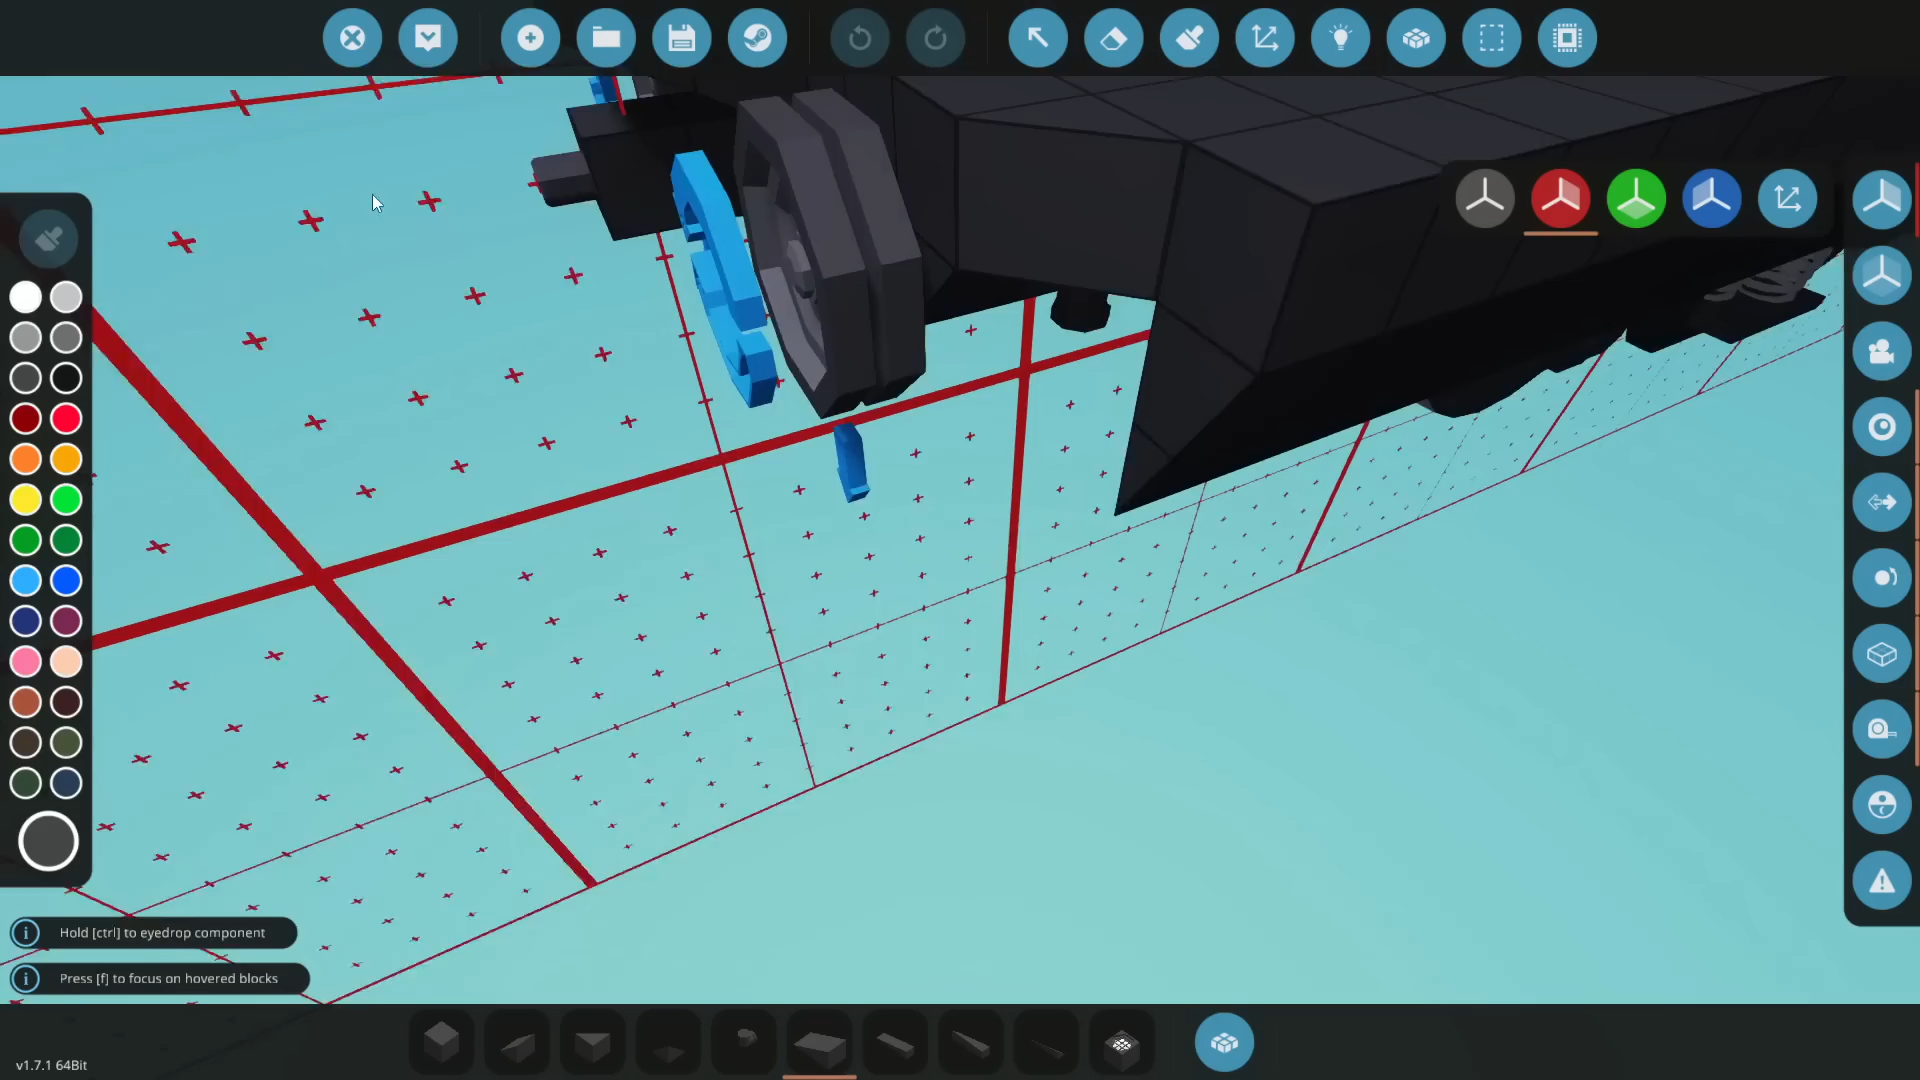 Hold [ctrl] to eyedrop component
Press [f] to focus on hovered blocks
v1.7.1 64Bit